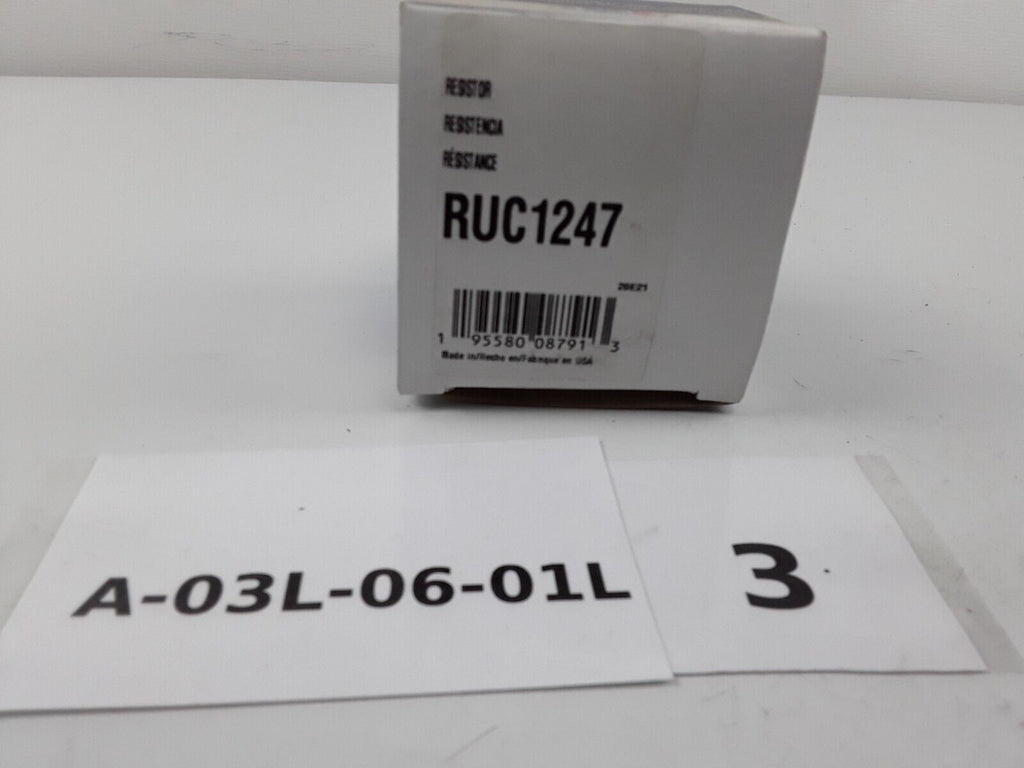 RESISTOR
RESISTENCIA
RÉSISTANCE
RUC1247
20E21
1 95580 08791 3
Made in/Hecho en/Fabriqué en USA
A-03L-06-01L
3